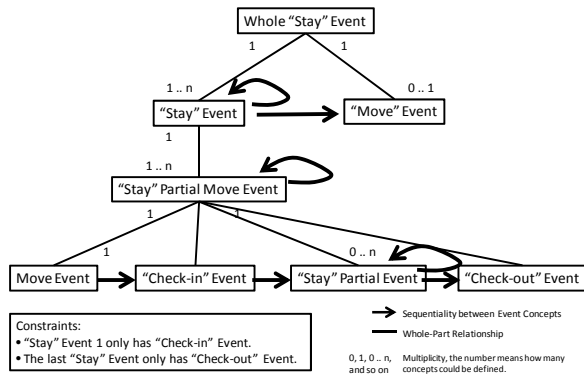 Whole “Stay” Event
1
1
1 .. n
0 .. 1
“Stay” Event
“Move” Event
1
1 .. n
“Stay” Partial Move Event
1
1
1
0 .. n
Move Event
“Check-in” Event
“Stay” Partial Event
“Check-out” Event
Constraints:
• “Stay” Event 1 only has “Check-in” Event.
• The last “Stay” Event only has “Check-out” Event.
Sequentiality between Event Concepts
Whole-Part Relationship
0, 1, 0 .. n, Multiplicity, the number means how many
and so on concepts could be defined.